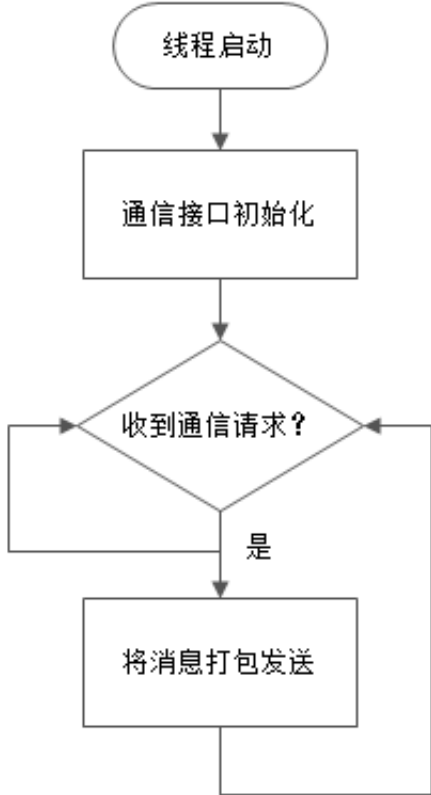 线程启动
通信接口初始化
收到通信请求?
是
将消息打包发送